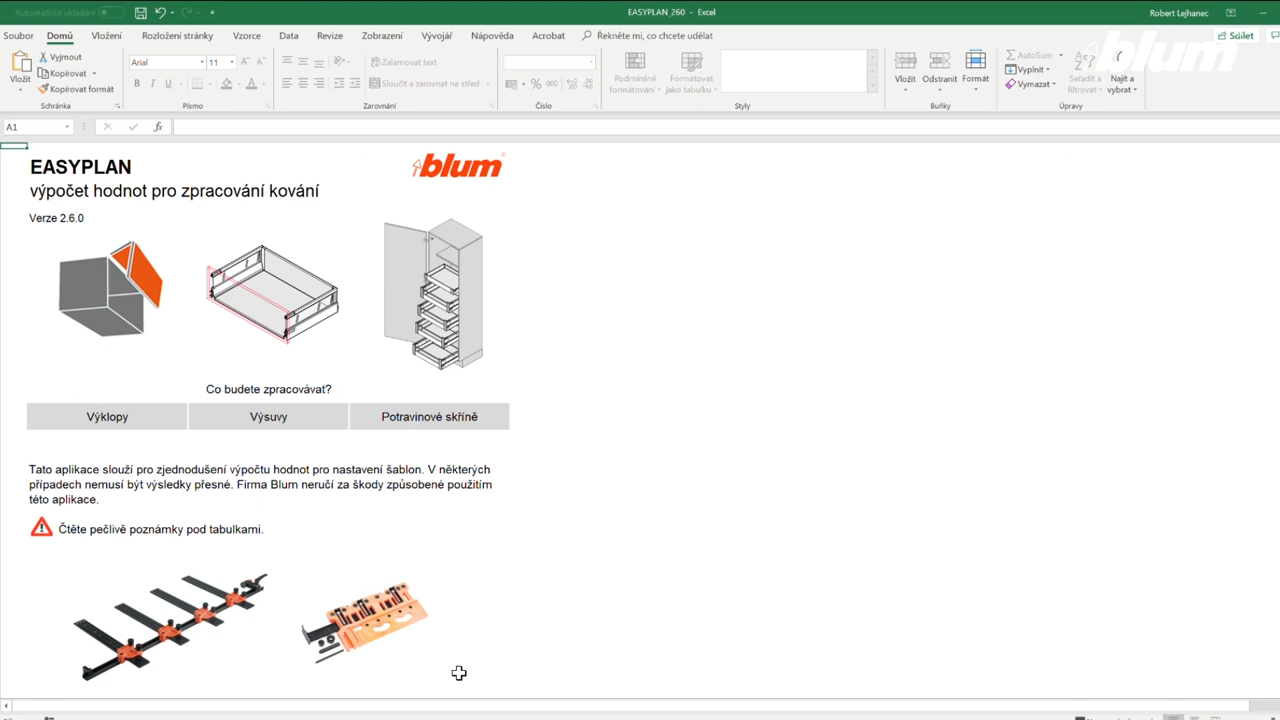 Automatické ukládání
EASYPLAN_260 - Excel
Robert Lejhanec
Soubor Domů Vložení Rozložení stránky Vzorce Data Revize Zobrazení Vývojář Nápověda Acrobat Řekněte mi, co chcete udělat
Sdílet
blum
Vložit
Vyjmout
Kopírovat
Kopírovat formát
Schránka
Arial 11
B I U
Písmo
Zalamovat text
Sloučit a zarovnat na střed
Zarovnání
% 000
Číslo
Podmíněné formátování
Formátovat jako tabulku
Styly
Vložit Odstranit Formát
Buňky
AutoSum
Vyplnit
Vymazat
Seřadit a filtrovat
Najít a vybrat
Úpravy
A1
fx
EASYPLAN
blum
výpočet hodnot pro zpracování kování
Verze 2.6.0
Co budete zpracovávat?
Výklopy Výsuvy Potravinové skříně
Tato aplikace slouží pro zjednodušení výpočtu hodnot pro nastavení šablon. V některých
případech nemusí být výsledky přesné. Firma Blum neručí za škody způsobené použitím
této aplikace.
Čtěte pečlivě poznámky pod tabulkami.